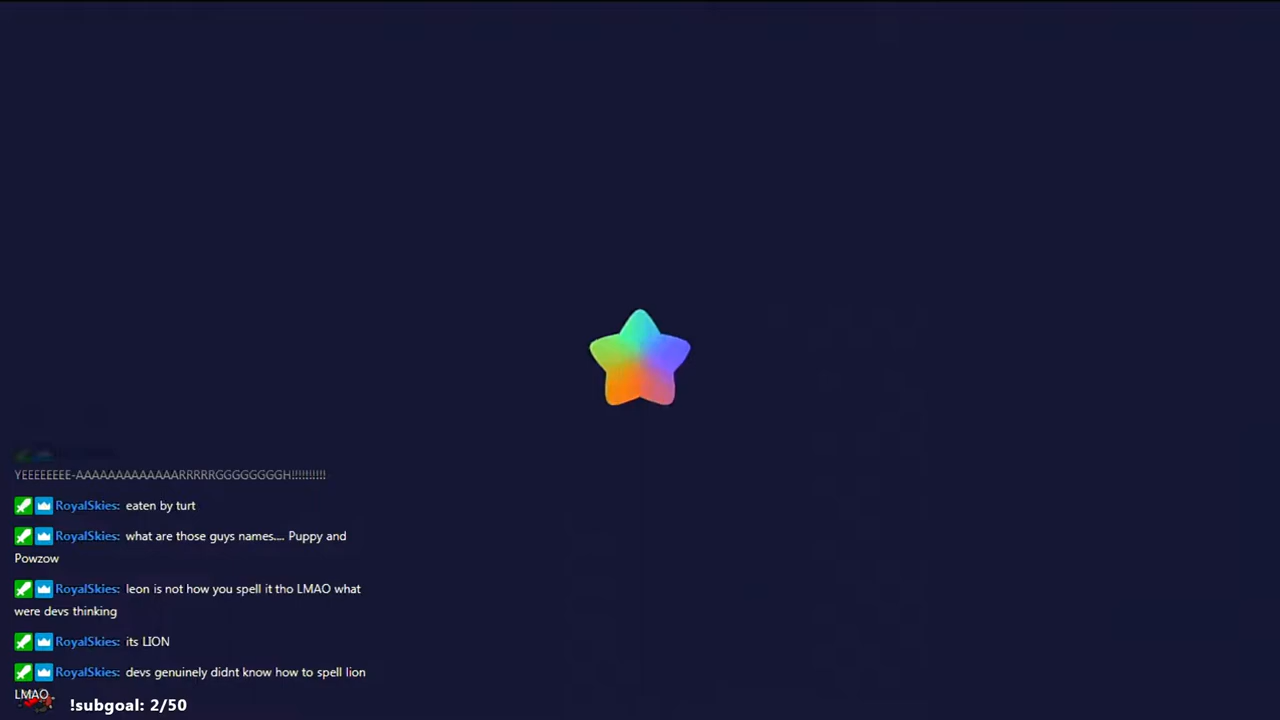 YEEEEEEEE-AAAAAAAAAAAAAARRRRRGGGGGGGGH!!!!!!!!!!
RoyalSkies: eaten by turt
RoyalSkies: what are those guys names.... Puppy and
Powzow
RoyalSkies: leon is not how you spell it tho LMAO what
were devs thinking
RoyalSkies: its LION
RoyalSkies: devs genuinely didnt know how to spell lion
LMAO
!subgoal: 2/50